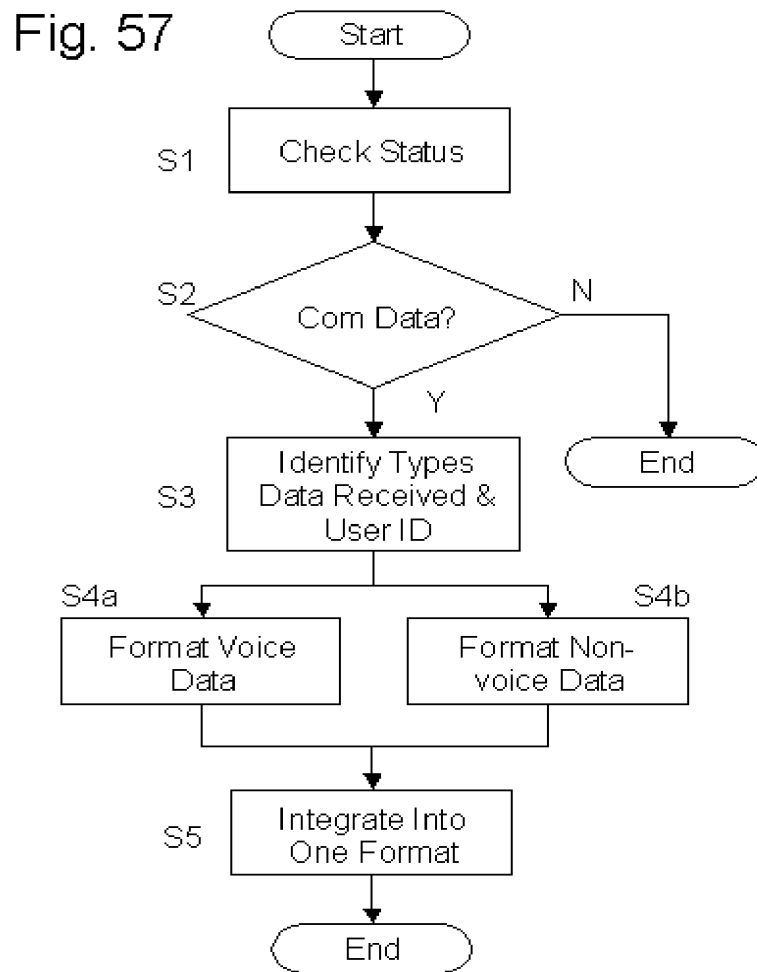 Fig. 57
Start
S1
Check Status
S2
Com Data?
N
Y
End
S3
Identify Types
Data Received &
User ID
S4a
S4b
Format Voice
Data
Format Non-
voice Data
S5
Integrate Into
One Format
End